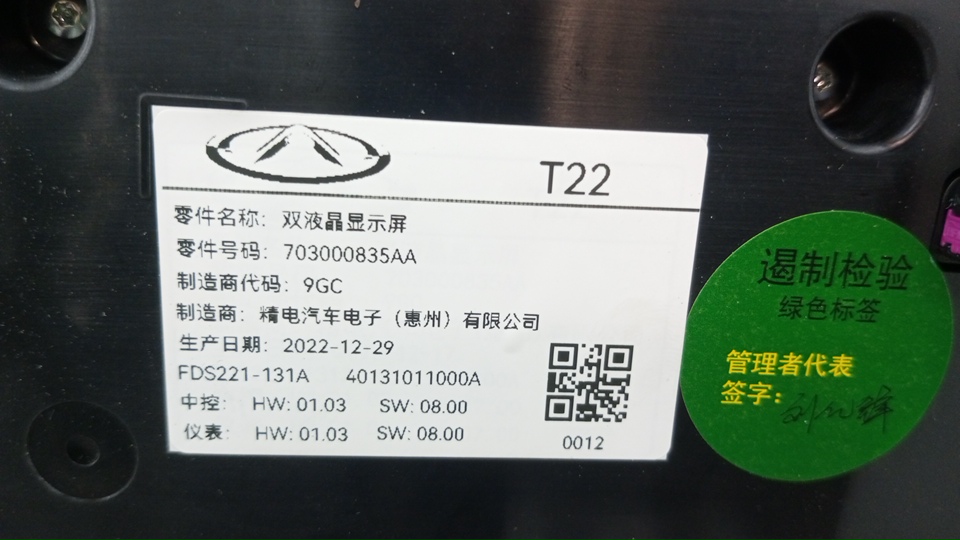 T22
零件名称：双液晶显示屏
零件号码：703000835AA
制造商代码：9GC
制造商：精电汽车电子（惠州）有限公司
生产日期：2022-12-29
FDS221-131A 40131011000A
中控：HW: 01.03 SW: 08.00
仪表：HW: 01.03 SW: 08.00
0012
遏制检验
绿色标签
管理者代表
签字：